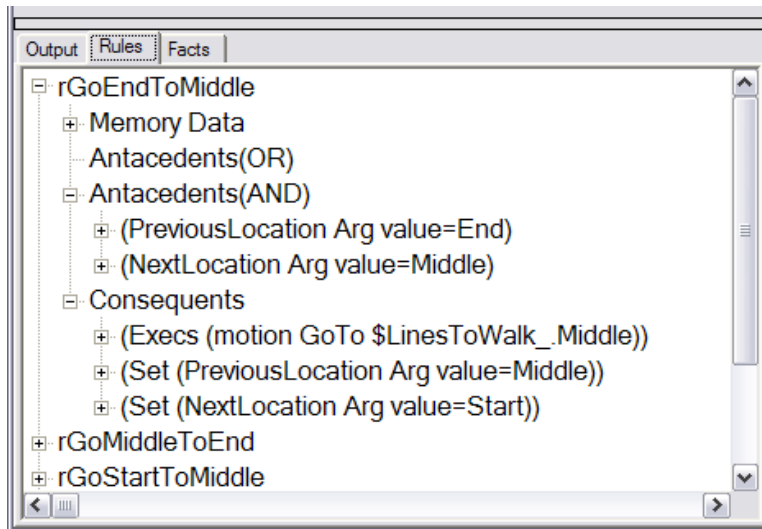 Output Rules Facts
rGoEndToMiddle
Memory Data
Antacedents(OR)
Antacedents(AND)
(PreviousLocation Arg value=End)
(NextLocation Arg value=Middle)
Consequents
(Execs (motion GoTo $LinesToWalk_.Middle))
(Set (PreviousLocation Arg value=Middle))
(Set (NextLocation Arg value=Start))
rGoMiddleToEnd
rGoStartToMiddle